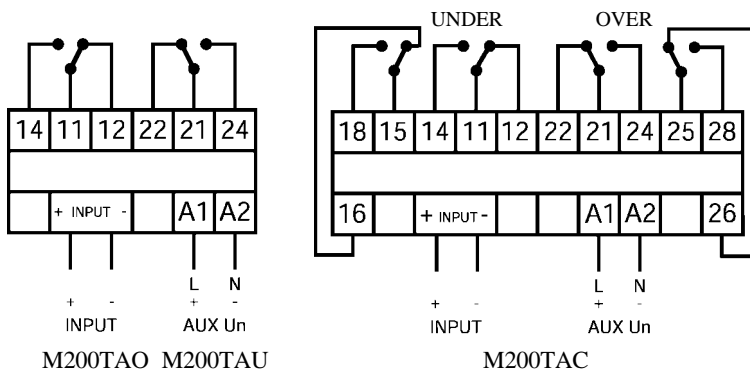 UNDER OVER
14 11 12 22 21 24
+ INPUT - A1 A2
L N
+ - + -
INPUT AUX Un
M200TAO M200TAU
18 15 14 11 12 22 21 24 25 28
16 + INPUT - A1 A2 26
L N
+ - + -
INPUT AUX Un
M200TAC